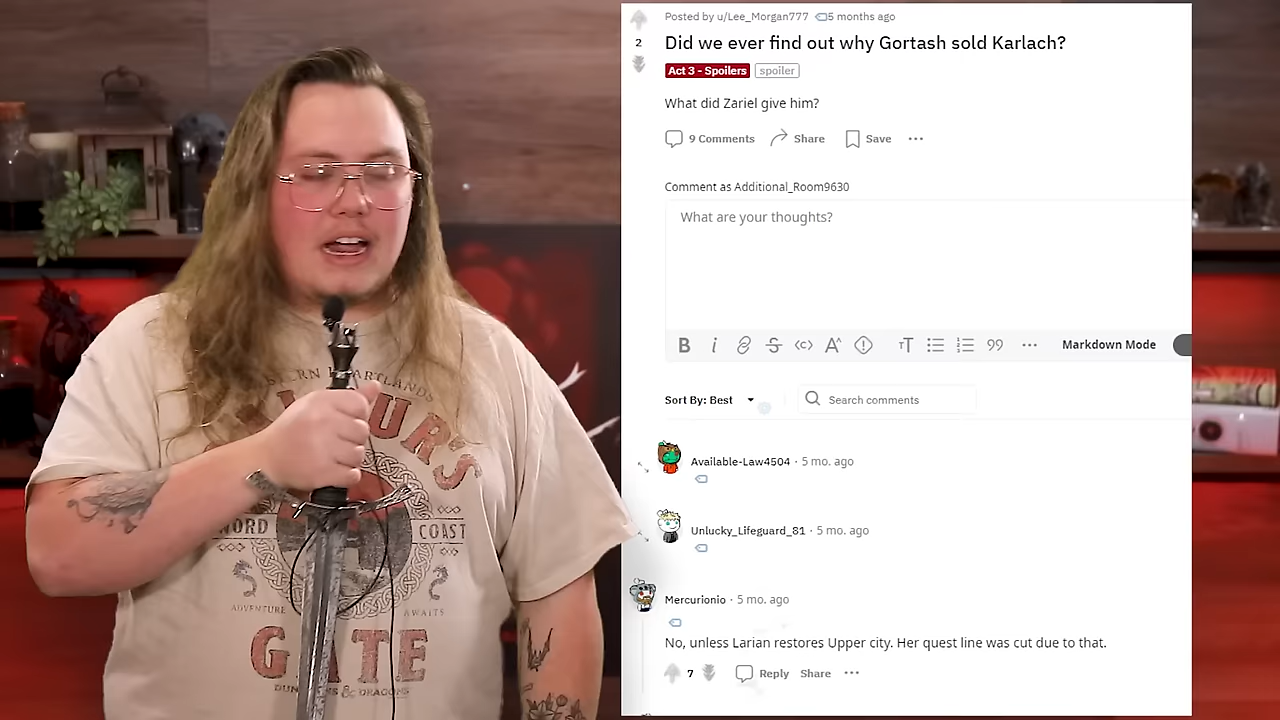 Posted by u/Lee_Morgan777 5 months ago
2
Did we ever find out why Gortash sold Karlach?
Act 3 - Spoilers spoiler
What did Zariel give him?
9 Comments Share Save ...
Comment as Additional_Room9630
What are your thoughts?
B i <c> A T 99 ... Markdown Mode
Sort By: Best Search comments
Available-Law4504 · 5 mo. ago
Unlucky_Lifeguard_81 · 5 mo. ago
Mercurionio · 5 mo. ago
No, unless Larian restores Upper city. Her quest line was cut due to that.
7 Reply Share ...
COAST
ADVENTURE AWAITS
GATE